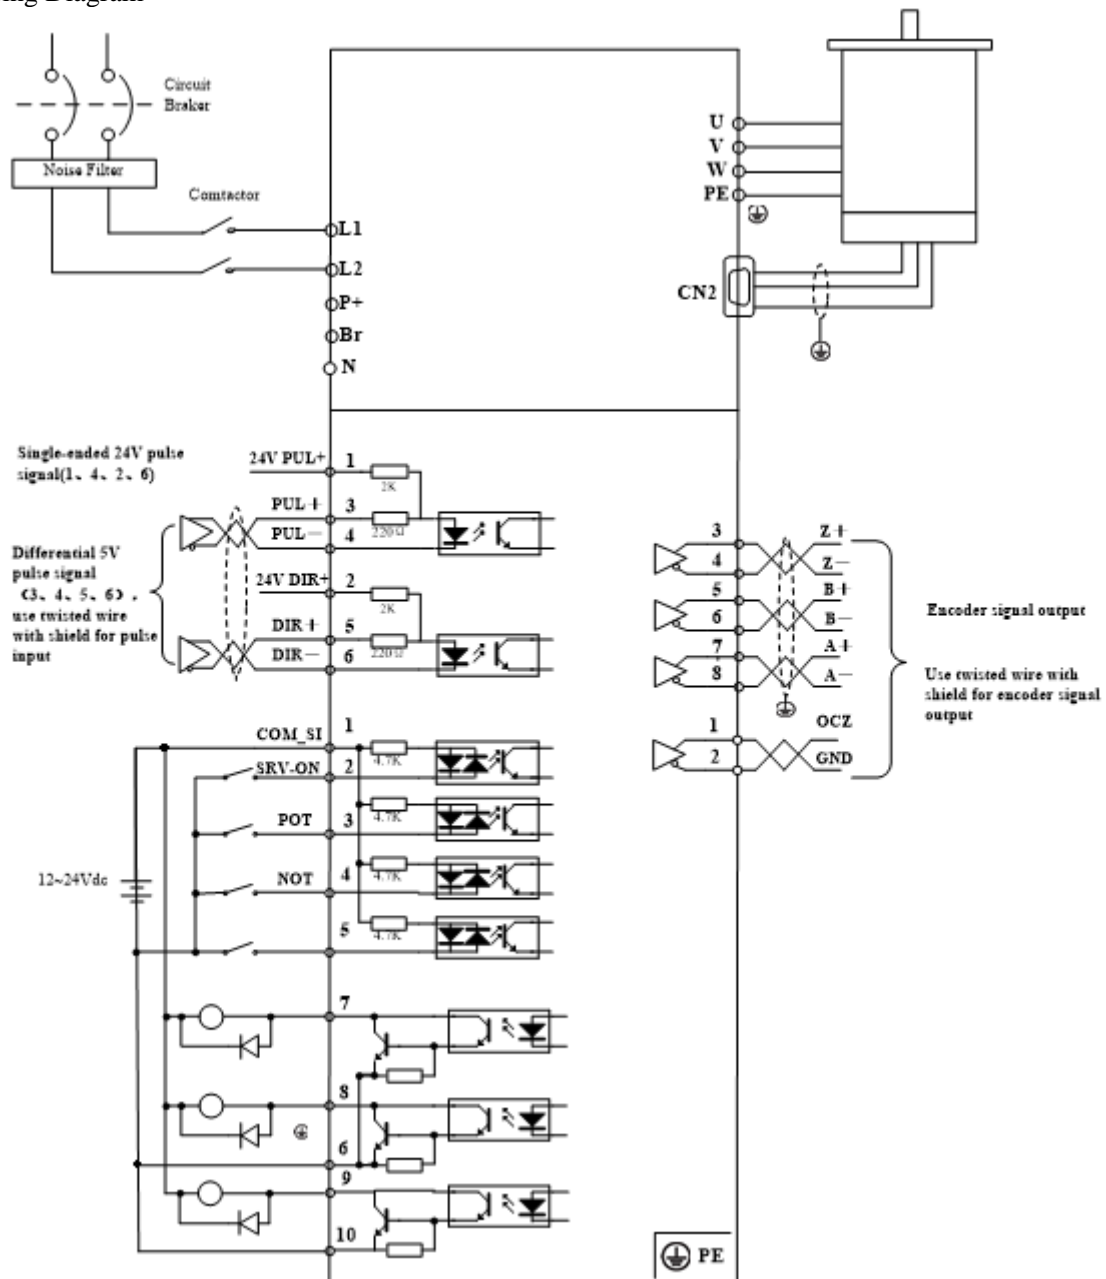 ing Diagram
Circuit
Braker
Noise Filter
Comtactor
L1
L2
P+
Br
N
U
V
W
PE
CN2
Single-ended 24V pulse
signal(1、4、2、6)
24V PUL+ 1
2K
PUL+ 3
220Ω
PUL− 4
Differential 5V
pulse signal
（3、4、5、6）,
use twisted wire
with shield for pulse
input
24V DIR+ 2
2K
DIR+ 5
220Ω
DIR− 6
3 Z+
4 Z−
5 B+
6 B−
7 A+
8 A−
1 OCZ
2 GND
Encoder signal output
Use twisted wire with
shield for encoder signal
output
COM_SI 1
4.7K
SRV-ON 2
4.7K
POT 3
4.7K
NOT 4
4.7K
5
12~24Vdc
7
8
6
9
10
PE